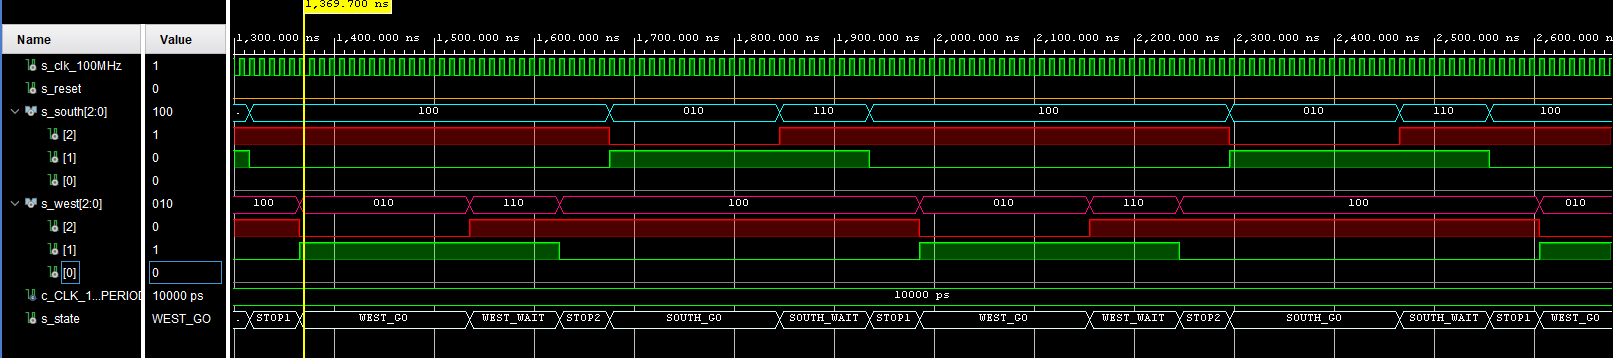 1,369.700 ns
Name Value
1,300.000 ns 1,400.000 ns 1,500.000 ns 1,600.000 ns 1,700.000 ns 1,800.000 ns 1,900.000 ns 2,000.000 ns 2,100.000 ns 2,200.000 ns 2,300.000 ns 2,400.000 ns 2,500.000 ns 2,600.000 ns
s_clk_100MHz 1
s_reset 0
s_south[2:0] 100 . 100 010 110 100 010 110 100
[2] 1
[1] 0
[0] 0
s_west[2:0] 010 100 010 110 100 010 110 100 010
[2] 0
[1] 1
[0] 0
c_CLK_1...PERIOD 10000 ps 10000 ps
s_state WEST_GO . STOP1 WEST_GO WEST_WAIT STOP2 SOUTH_GO SOUTH_WAIT STOP1 WEST_GO WEST_WAIT STOP2 SOUTH_GO SOUTH_WAIT STOP1 WEST_GO